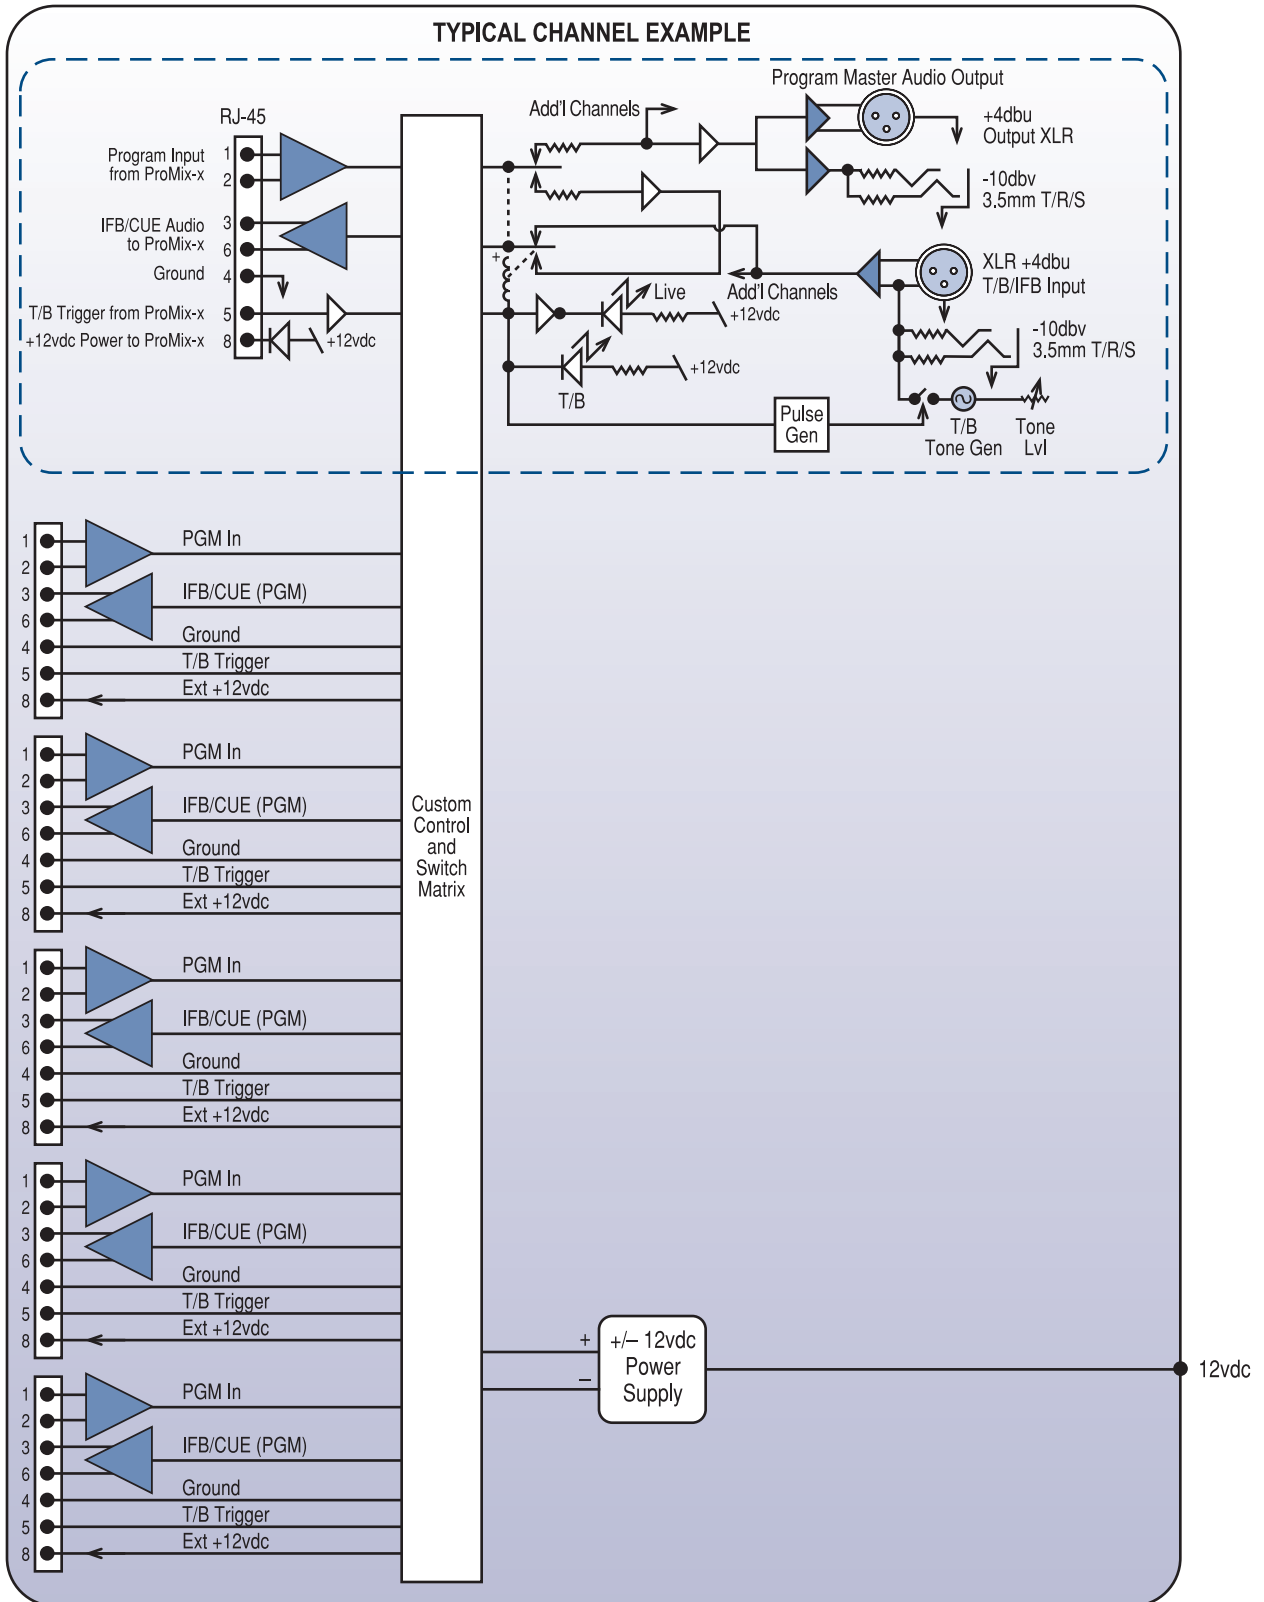 TYPICAL CHANNEL EXAMPLE
Program Master Audio Output
RJ-45
Add'l Channels
+4dbu
Output XLR
Program Input
from ProMix-x
1
2
-10dbv
3.5mm T/R/S
IFB/CUE Audio
to ProMix-x
3
6
Ground
4
+
XLR +4dbu
T/B/IFB Input
Live
Add'l Channels
T/B Trigger from ProMix-x
5
+12vdc
+12vdc Power to ProMix-x
8
+12vdc
-10dbv
3.5mm T/R/S
+12vdc
T/B
Pulse
Gen
T/B
Tone Gen
Tone
Lvl
1
PGM In
2
3
IFB/CUE (PGM)
6
Ground
4
T/B Trigger
5
Ext +12vdc
8
1
PGM In
2
3
IFB/CUE (PGM)
6
Ground
4
T/B Trigger
5
Ext +12vdc
8
Custom
Control
and
Switch
Matrix
1
PGM In
2
3
IFB/CUE (PGM)
6
Ground
4
T/B Trigger
5
Ext +12vdc
8
1
PGM In
2
3
IFB/CUE (PGM)
6
Ground
4
T/B Trigger
5
Ext +12vdc
8
+
–
+/– 12vdc
Power
Supply
12vdc
1
PGM In
2
3
IFB/CUE (PGM)
6
Ground
4
T/B Trigger
5
Ext +12vdc
8